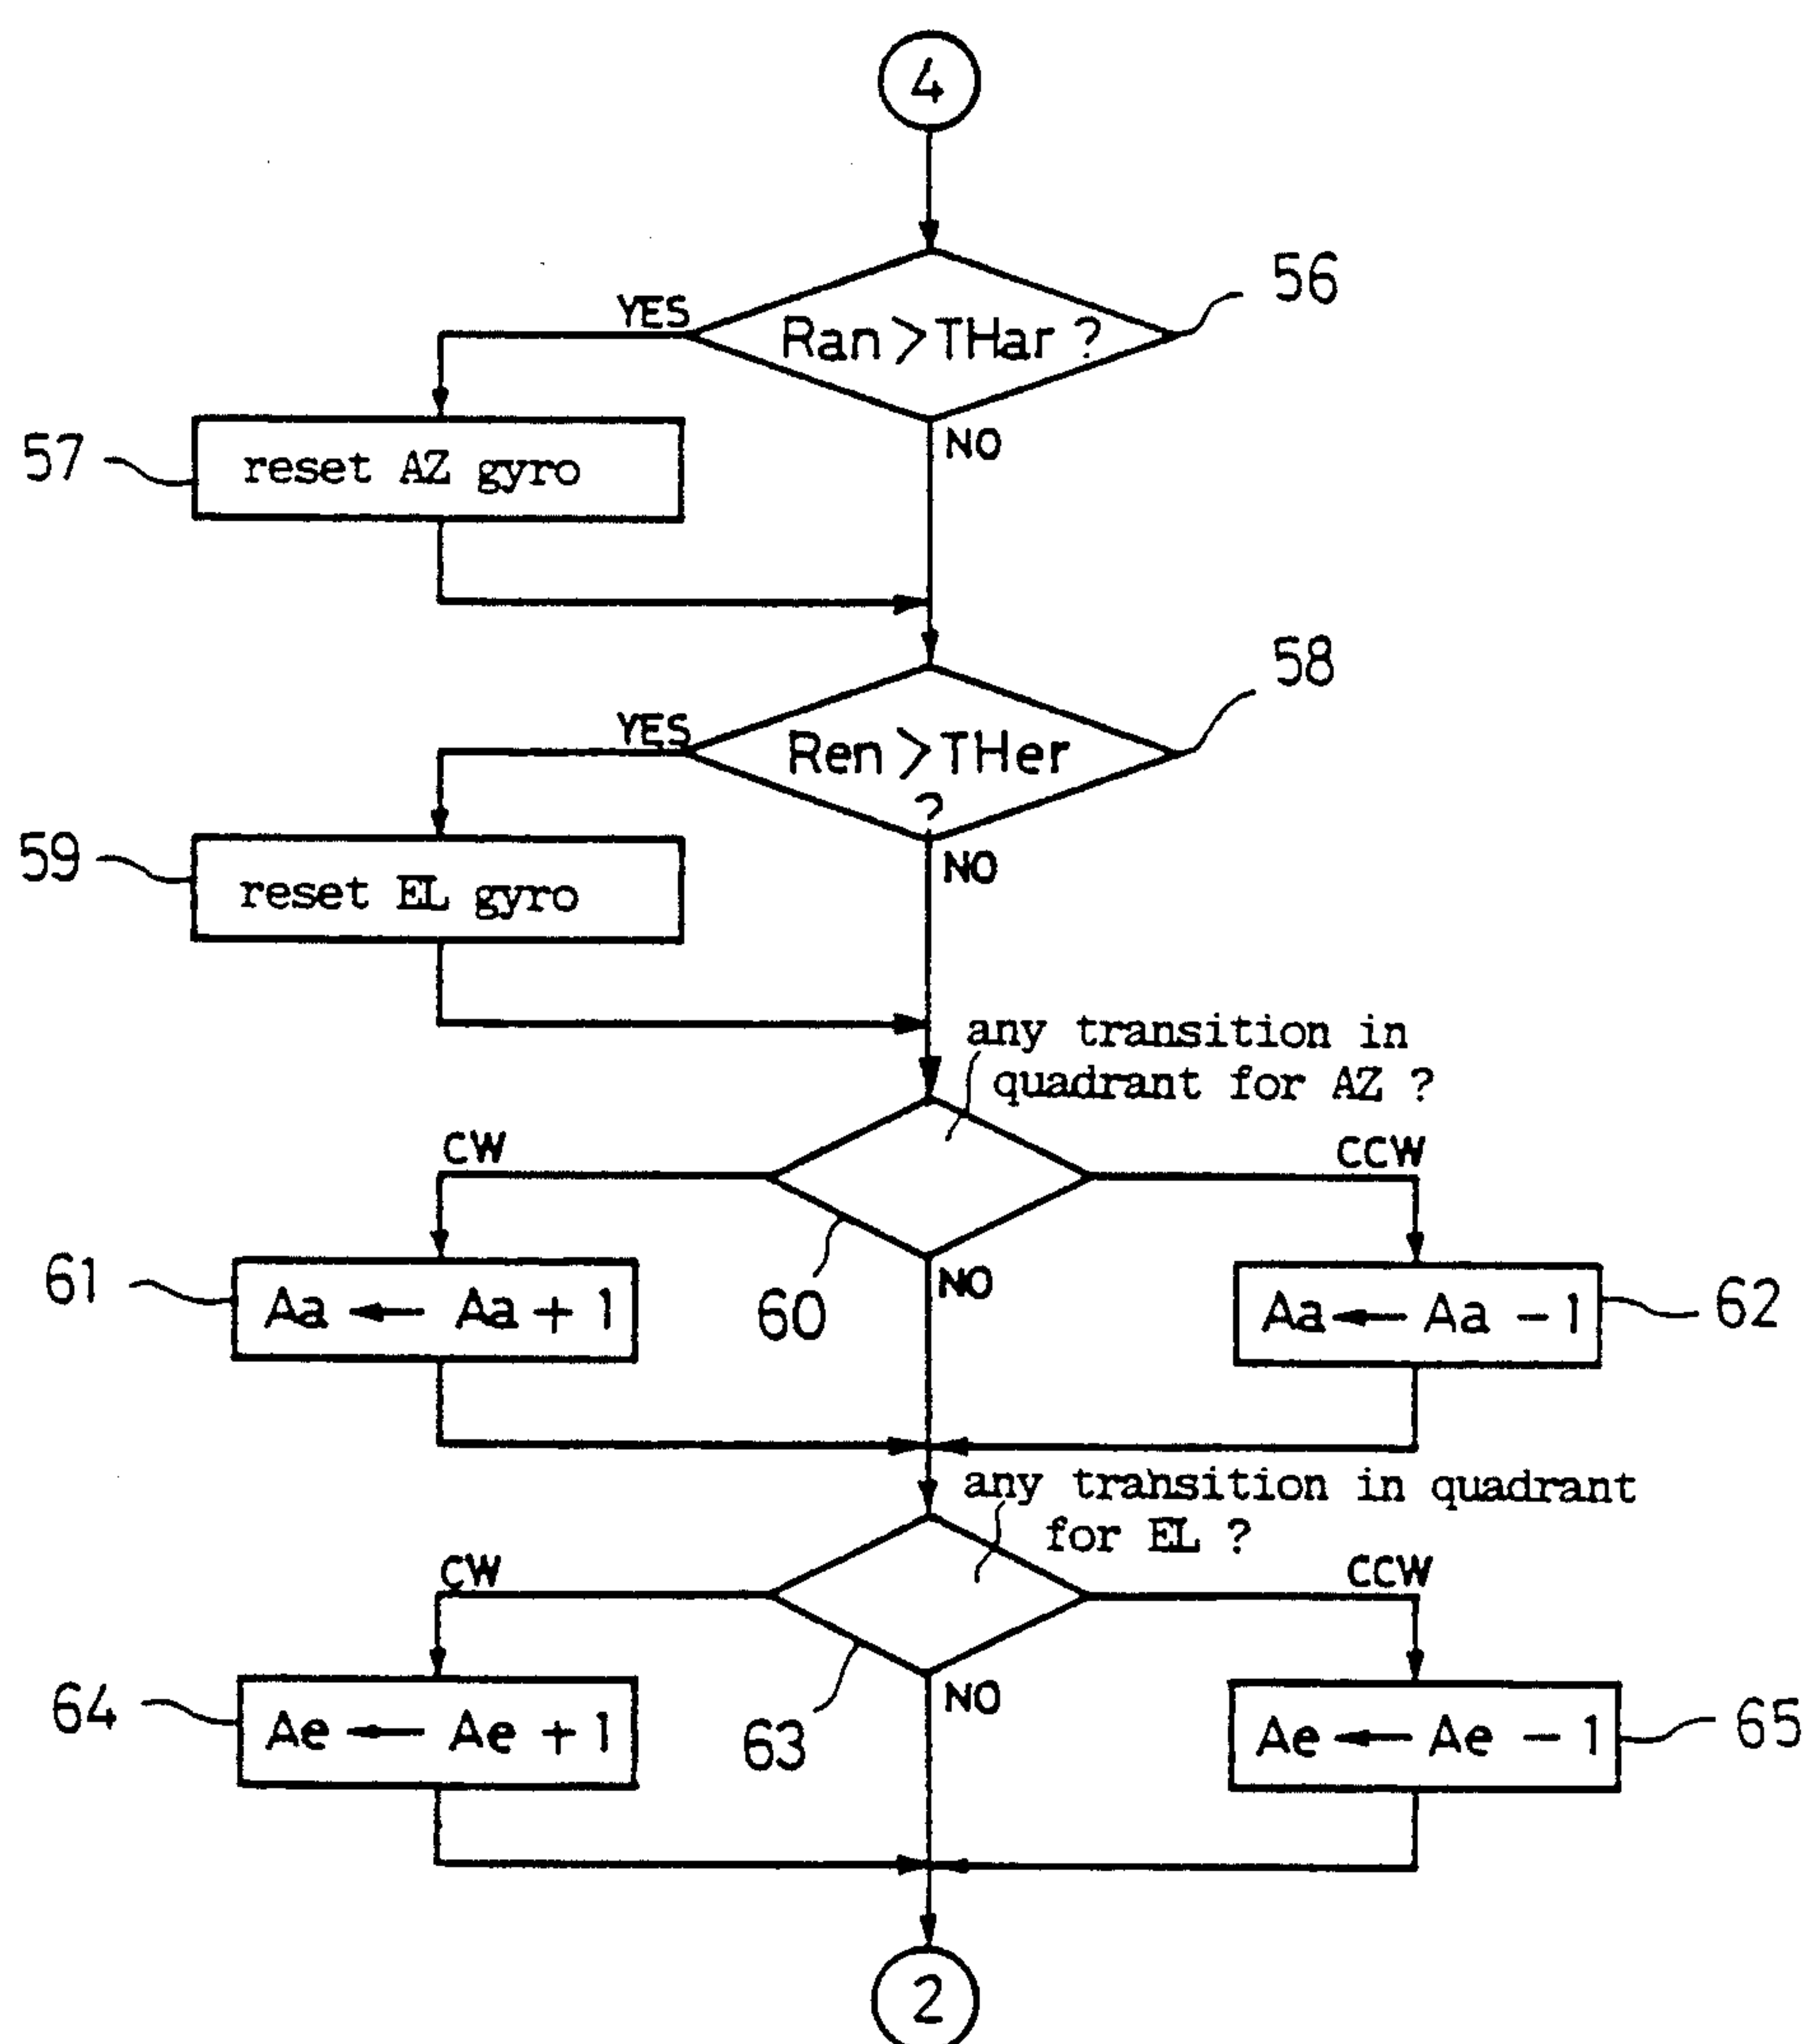 4
56
YES
Ran > THar ?
NO
57
reset AZ gyro
58
YES
Ren > THer
?
NO
59
reset EL gyro
any transition in
quadrant for AZ ?
CW
CCW
61
Aa ← Aa + 1
60
NO
Aa ← Aa − 1
62
any transition in quadrant
for EL ?
CW
CCW
64
Ae ← Ae + 1
63
NO
Ae ← Ae − 1
65
2